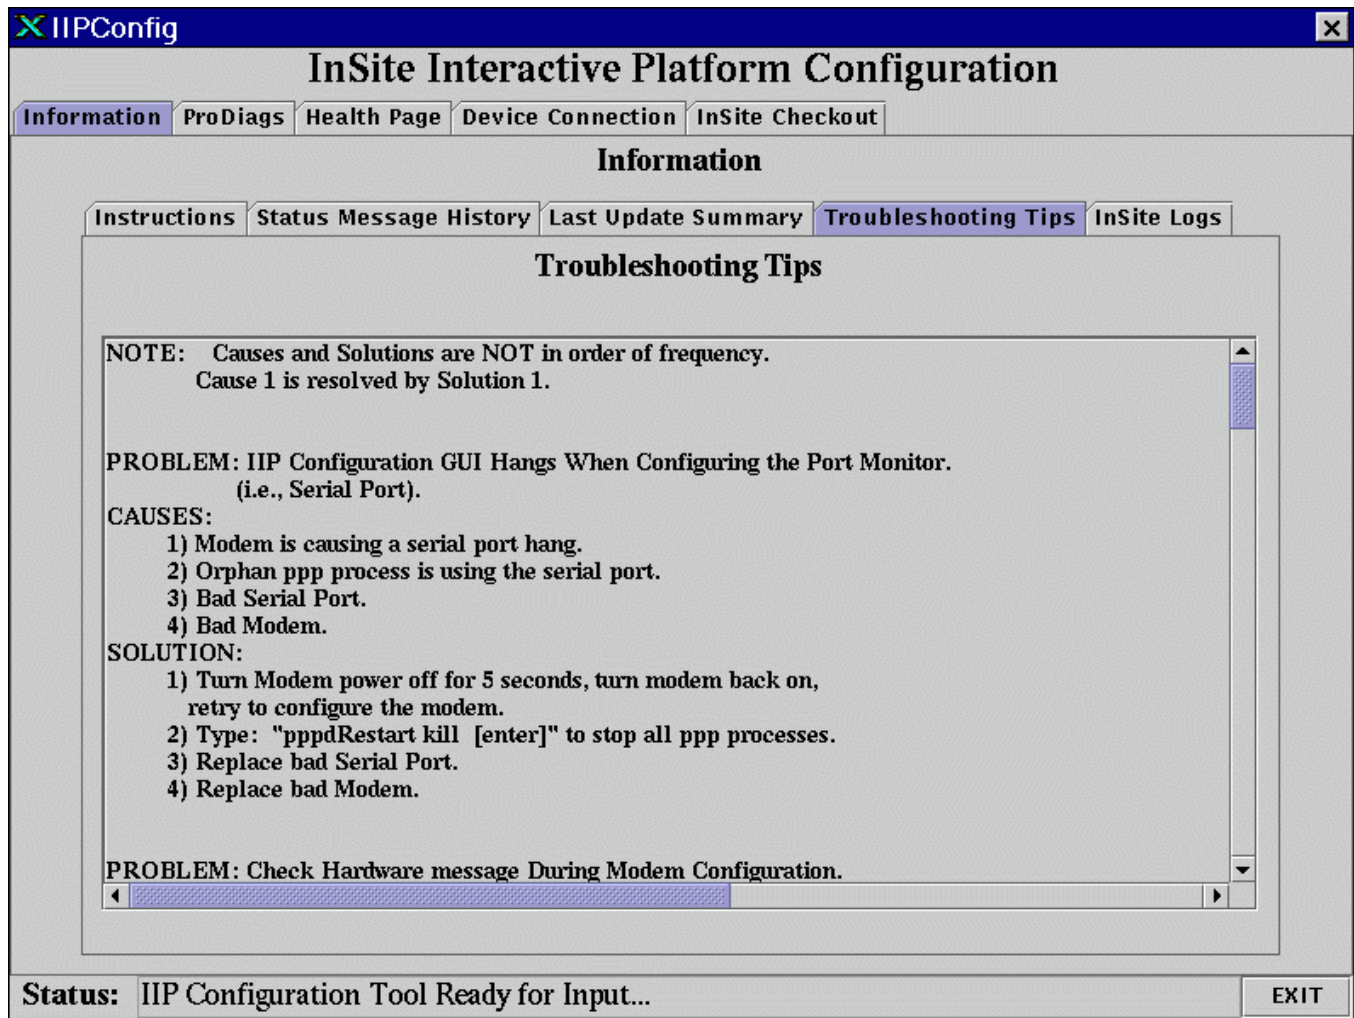 IIPConfig
InSite Interactive Platform Configuration
Information ProDiags Health Page Device Connection InSite Checkout
Information
Instructions Status Message History Last Update Summary Troubleshooting Tips InSite Logs
Troubleshooting Tips
NOTE: Causes and Solutions are NOT in order of frequency.
Cause 1 is resolved by Solution 1.
PROBLEM: IIP Configuration GUI Hangs When Configuring the Port Monitor.
(i.e., Serial Port).
CAUSES:
1) Modem is causing a serial port hang.
2) Orphan ppp process is using the serial port.
3) Bad Serial Port.
4) Bad Modem.
SOLUTION:
1) Turn Modem power off for 5 seconds, turn modem back on,
retry to configure the modem.
2) Type: "pppdRestart kill [enter]" to stop all ppp processes.
3) Replace bad Serial Port.
4) Replace bad Modem.
PROBLEM: Check Hardware message During Modem Configuration.
Status: IIP Configuration Tool Ready for Input... EXIT